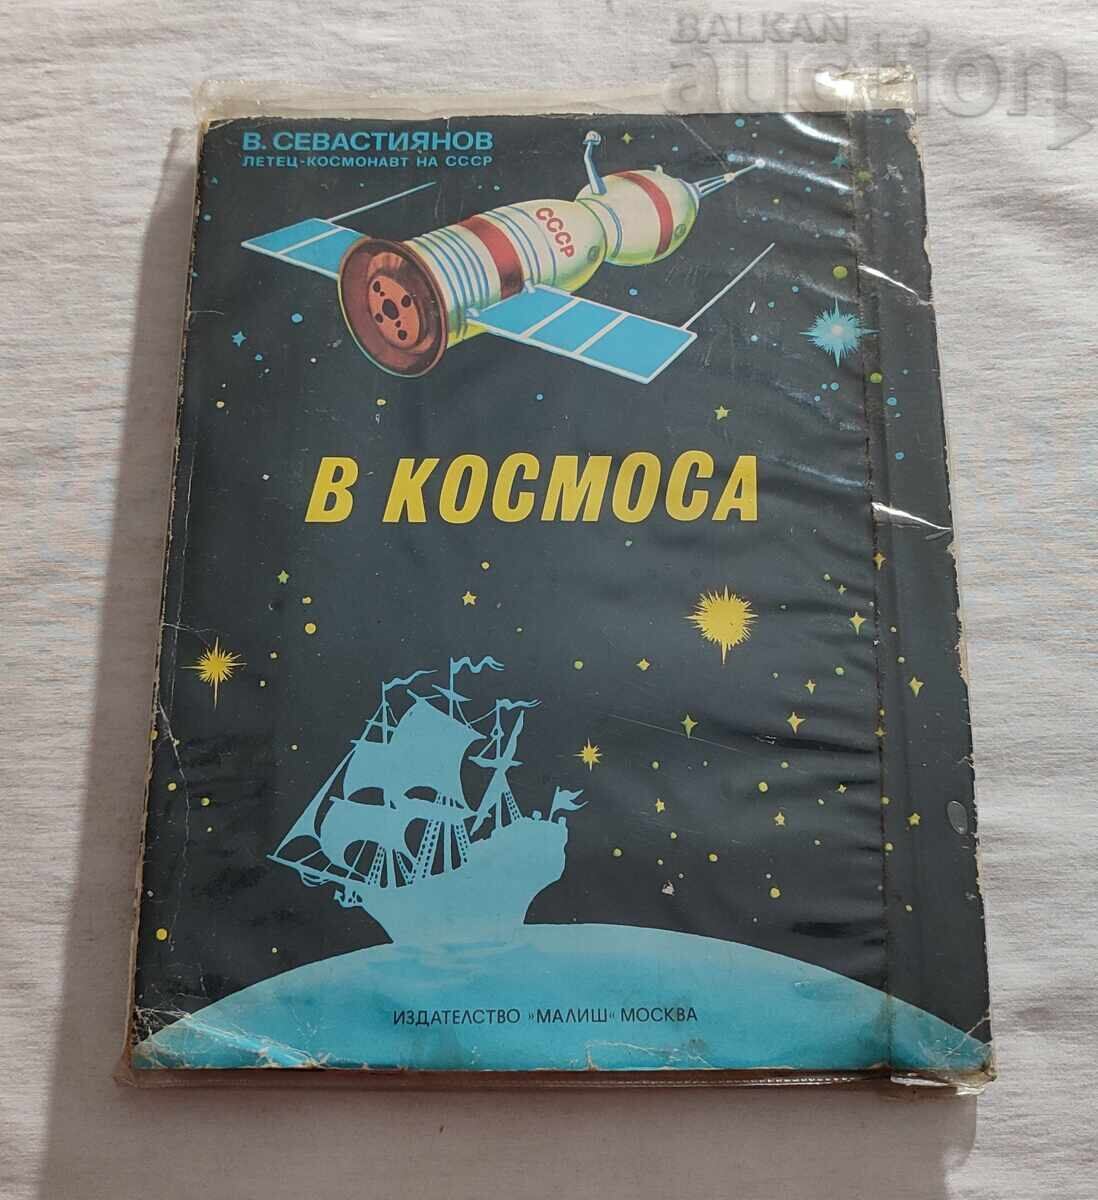 BALKAN
auction
В. СЕВАСТИЯНОВ
ЛЕТЕЦ-КОСМОНАВТ НА СССР
СССР
В КОСМОСА
ИЗДАТЕЛСТВО »МАЛИШ« МОСКВА